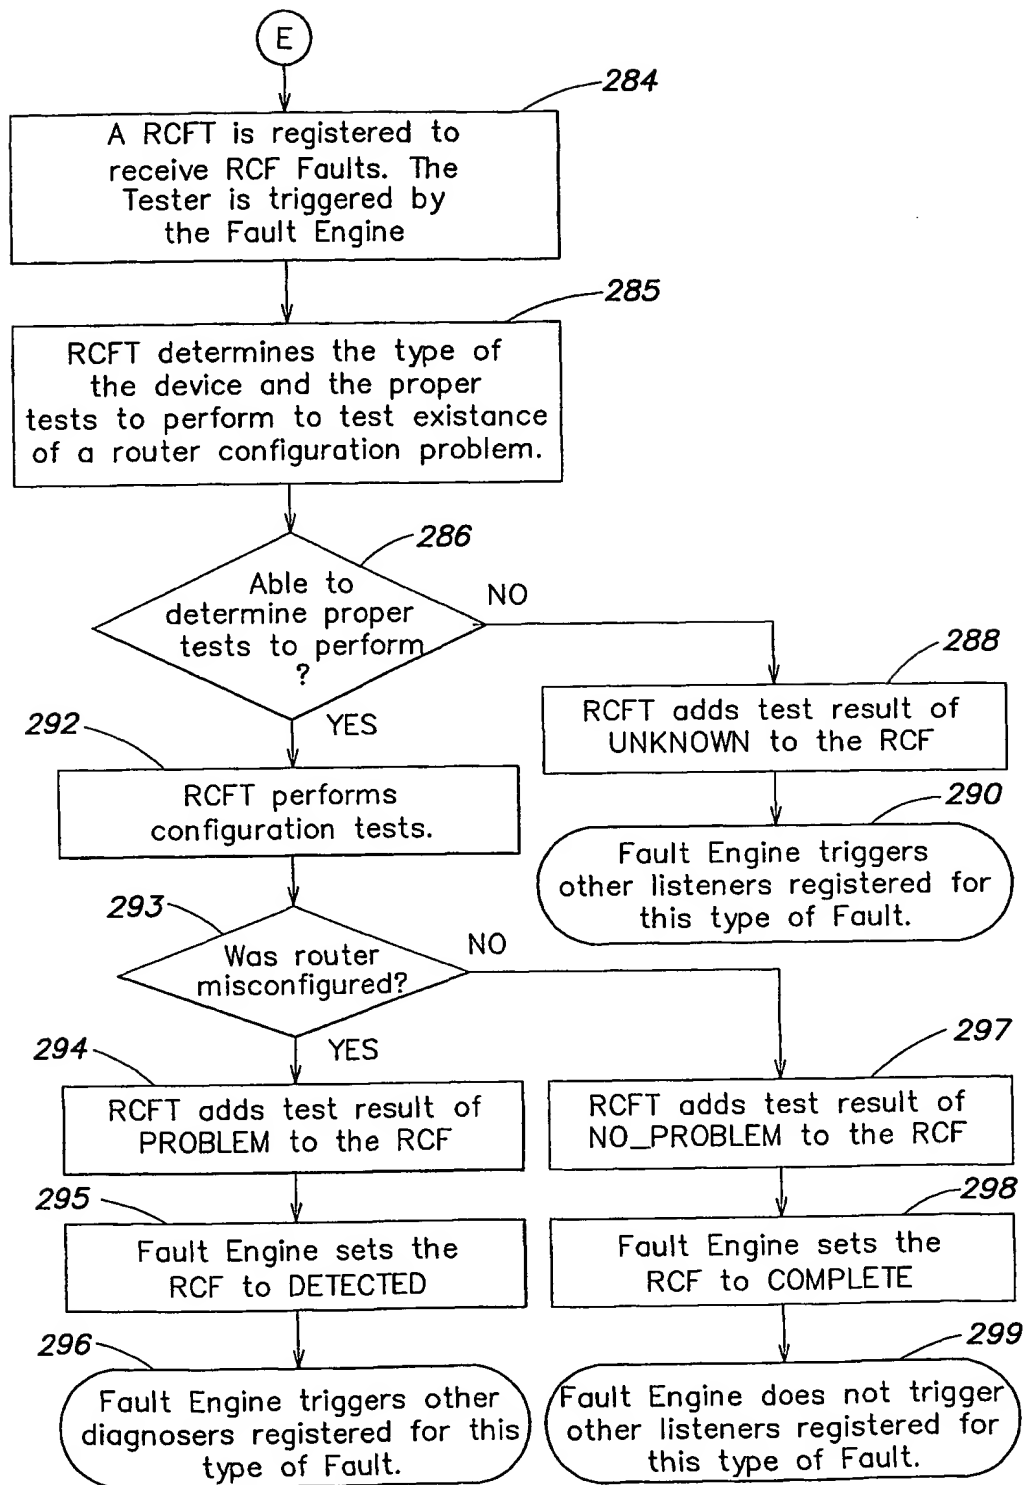 E
284
A RCFT is registered to
receive RCF Faults. The
Tester is triggered by
the Fault Engine
285
RCFT determines the type of
the device and the proper
tests to perform to test existance
of a router configuration problem.
286
Able to
determine proper
tests to perform
?
NO
YES
288
RCFT adds test result of
UNKNOWN to the RCF
290
Fault Engine triggers
other listeners registered for
this type of Fault.
292
RCFT performs
configuration tests.
293
Was router
misconfigured?
NO
YES
294
RCFT adds test result of
PROBLEM to the RCF
295
Fault Engine sets the
RCF to DETECTED
296
Fault Engine triggers other
diagnosers registered for this
type of Fault.
297
RCFT adds test result of
NO_PROBLEM to the RCF
298
Fault Engine sets the
RCF to COMPLETE
299
Fault Engine does not trigger
other listeners registered for
this type of Fault.